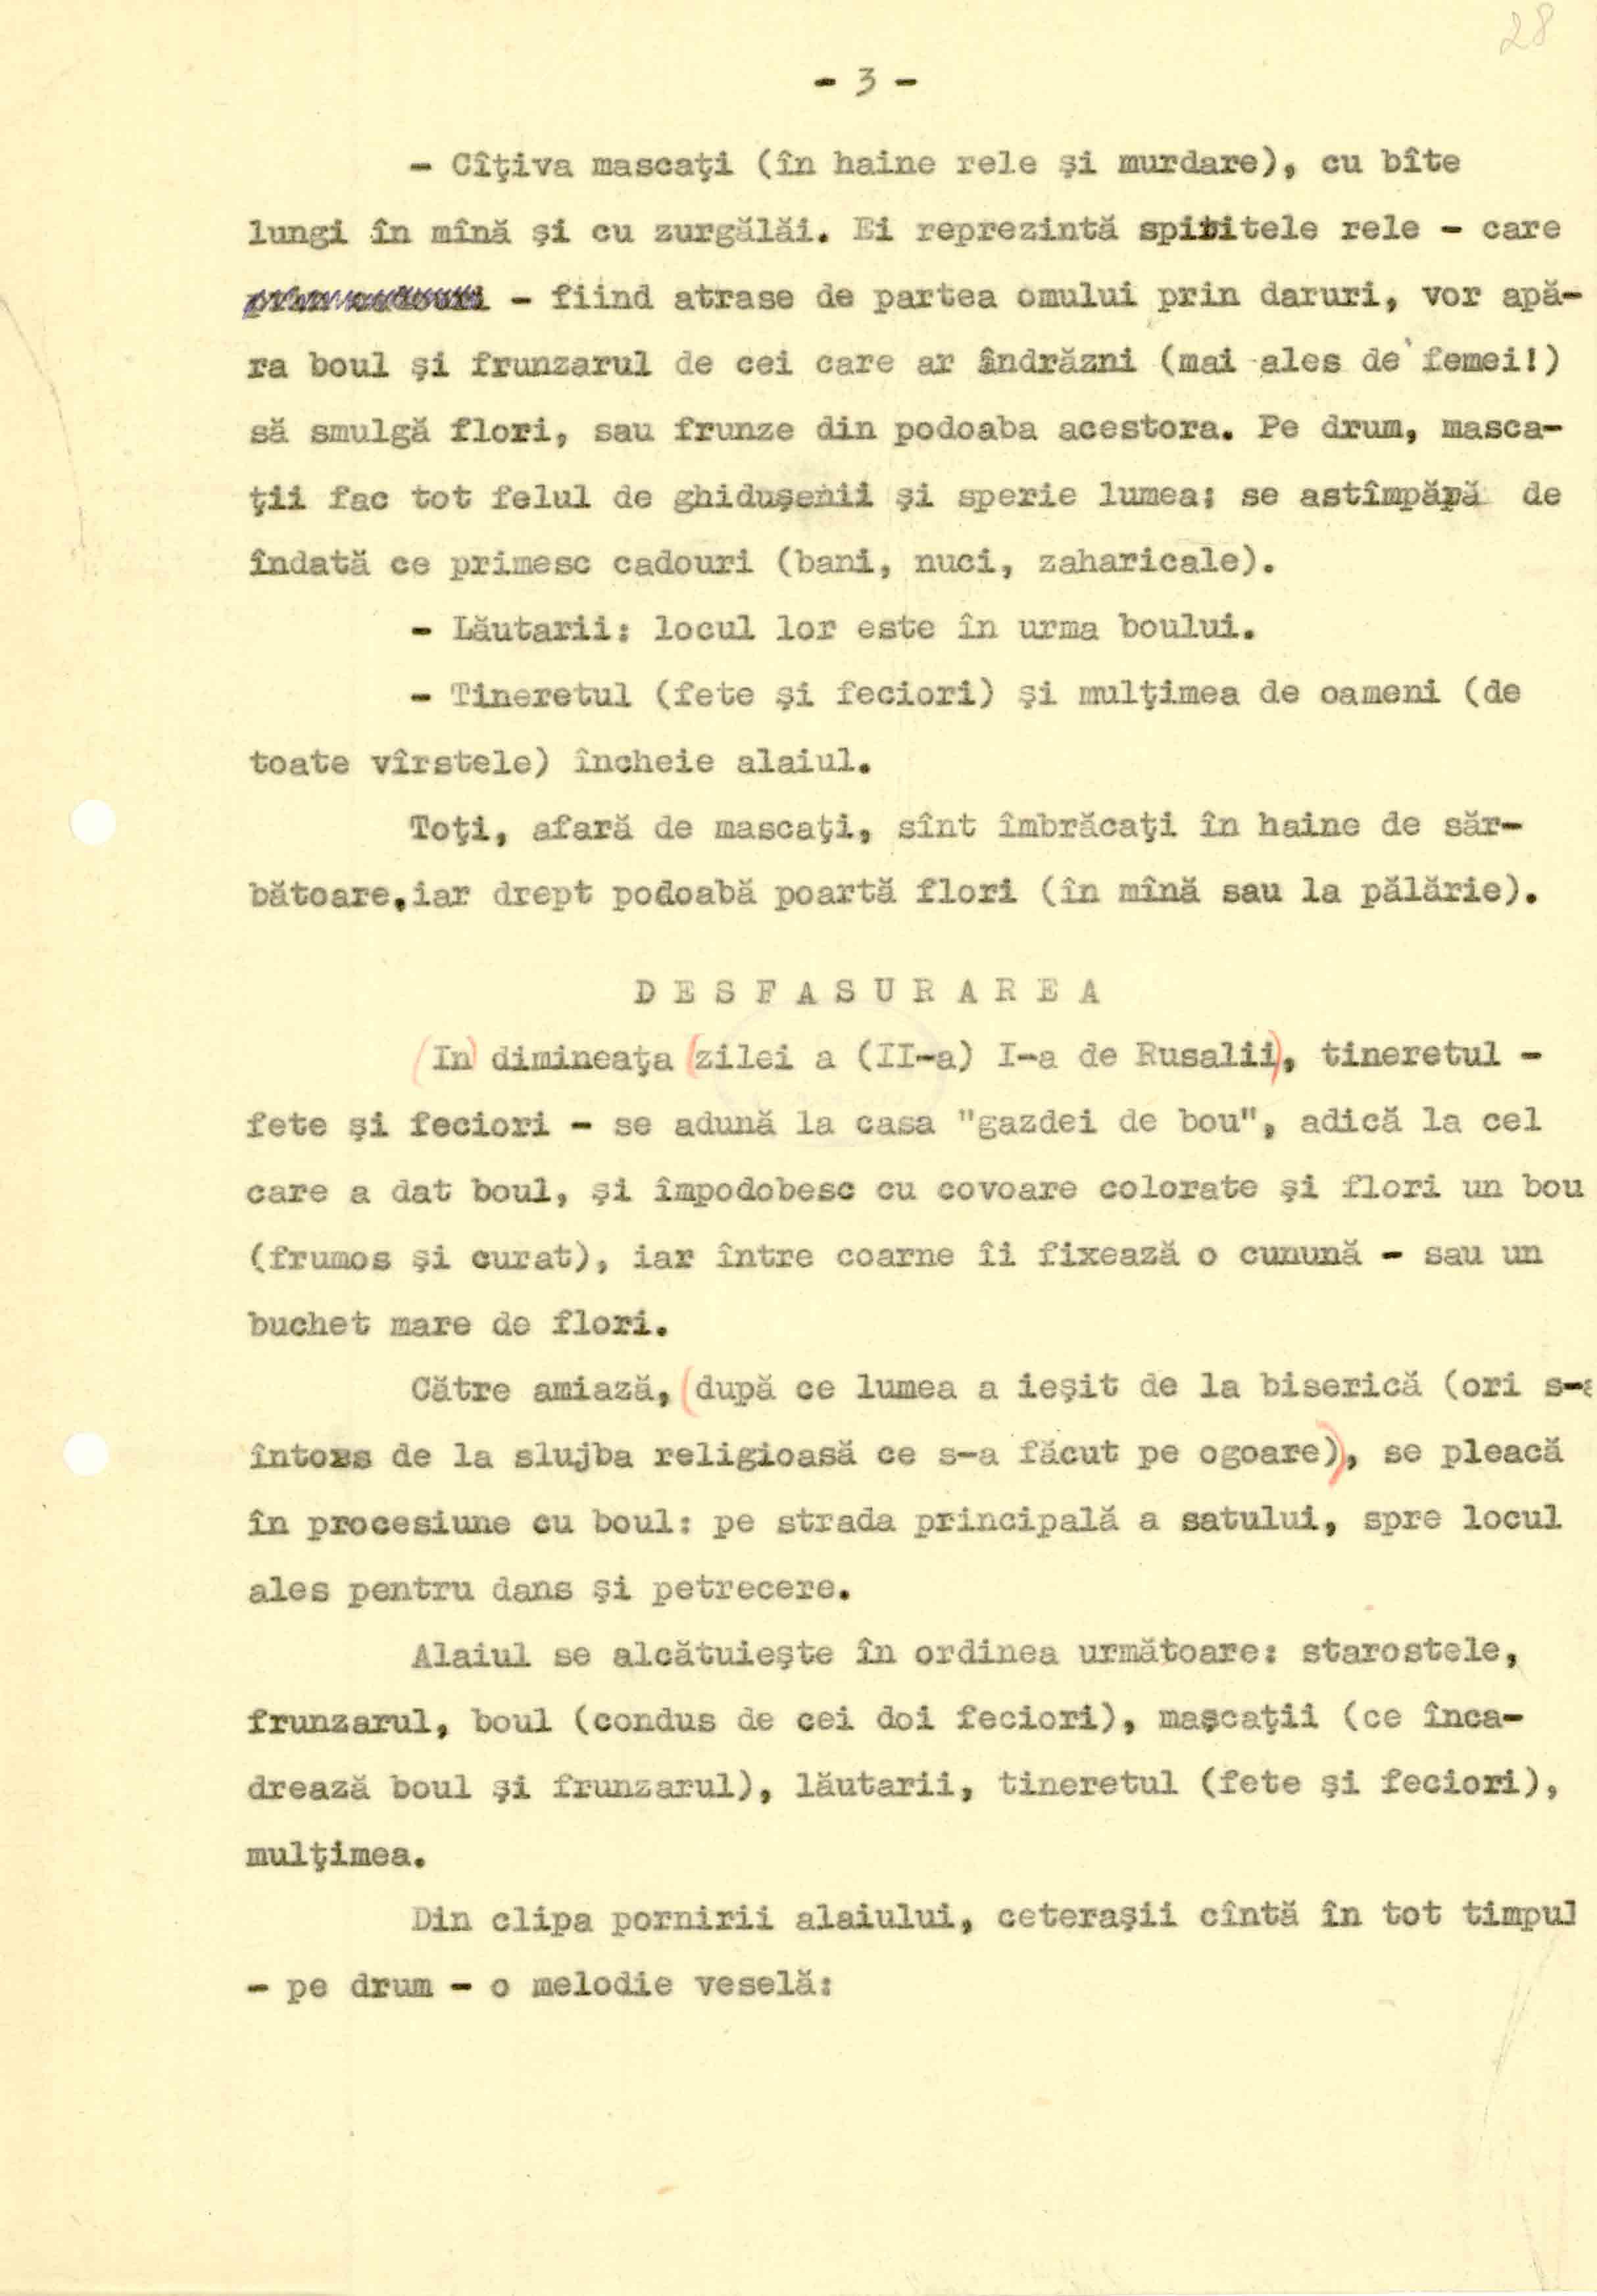 28
- 3 -
- Cîţiva mascaţi (în haine rele şi murdare), cu bîte
lungi în mînă şi cu zurgălăi. Ei reprezintă spiritele rele - care
prin cadouri - fiind atrase de partea omului prin daruri, vor apă-
ra boul şi frunzarul de cei care ar îndrăzni (mai ales de femei!)
să smulgă flori, sau frunze din podoaba acestora. Pe drum, masca-
ţii fac tot felul de ghiduşenii şi sperie lumea; se astîmpără de
îndată ce primesc cadouri (bani, nuci, zaharicale).
- Lăutarii: locul lor este în urma boului.
- Tineretul (fete şi feciori) şi mulţimea de oameni (de
toate vîrstele) încheie alaiul.
Toţi, afară de mascaţi, sînt îmbrăcaţi în haine de săr-
bătoare, iar drept podoabă poartă flori (în mînă sau la pălărie).
D E S F A S U R A R E A
(In) dimineaţa (zilei a (II-a) I-a de Rusalii), tineretul -
fete şi feciori - se adună la casa "gazdei de bou", adică la cel
care a dat boul, şi împodobesc cu covoare colorate şi flori un bou
(frumos şi curat), iar între coarne îi fixează o cunună - sau un
buchet mare de flori.
Către amiază, (după ce lumea a ieşit de la biserică (ori s-a
întors de la slujba religioasă ce s-a făcut pe ogoare)), se pleacă
în procesiune cu boul: pe strada principală a satului, spre locul
ales pentru dans şi petrecere.
Alaiul se alcătuieşte în ordinea următoare: starostele,
frunzarul, boul (condus de cei doi feciori), maşcaţii (ce înca-
drează boul şi frunzarul), lăutarii, tineretul (fete şi feciori),
mulţimea.
Din clipa pornirii alaiului, ceteraşii cîntă în tot timpul
- pe drum - o melodie veselă: